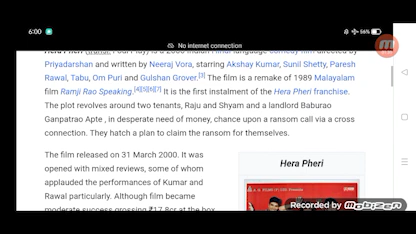 6:00
56%
No internet connection
Hera Pheri (transl. Foul Play) is a 2000 Indian Hindi-language comedy film directed by
Priyadarshan and written by Neeraj Vora, starring Akshay Kumar, Sunil Shetty, Paresh
Rawal, Tabu, Om Puri and Gulshan Grover.[3] The film is a remake of 1989 Malayalam
film Ramji Rao Speaking.[4][5][6][7] It is the first instalment of the Hera Pheri franchise.
The plot revolves around two tenants, Raju and Shyam and a landlord Baburao
Ganpatrao Apte , in desperate need of money, chance upon a ransom call via a cross
connection. They hatch a plan to claim the ransom for themselves.
The film released on 31 March 2000. It was
opened with mixed reviews, some of whom
applauded the performances of Kumar and
Rawal particularly. Although film became
moderate success grossing ₹17.8cr at the box
Hera Pheri
Recorded by Mobizen